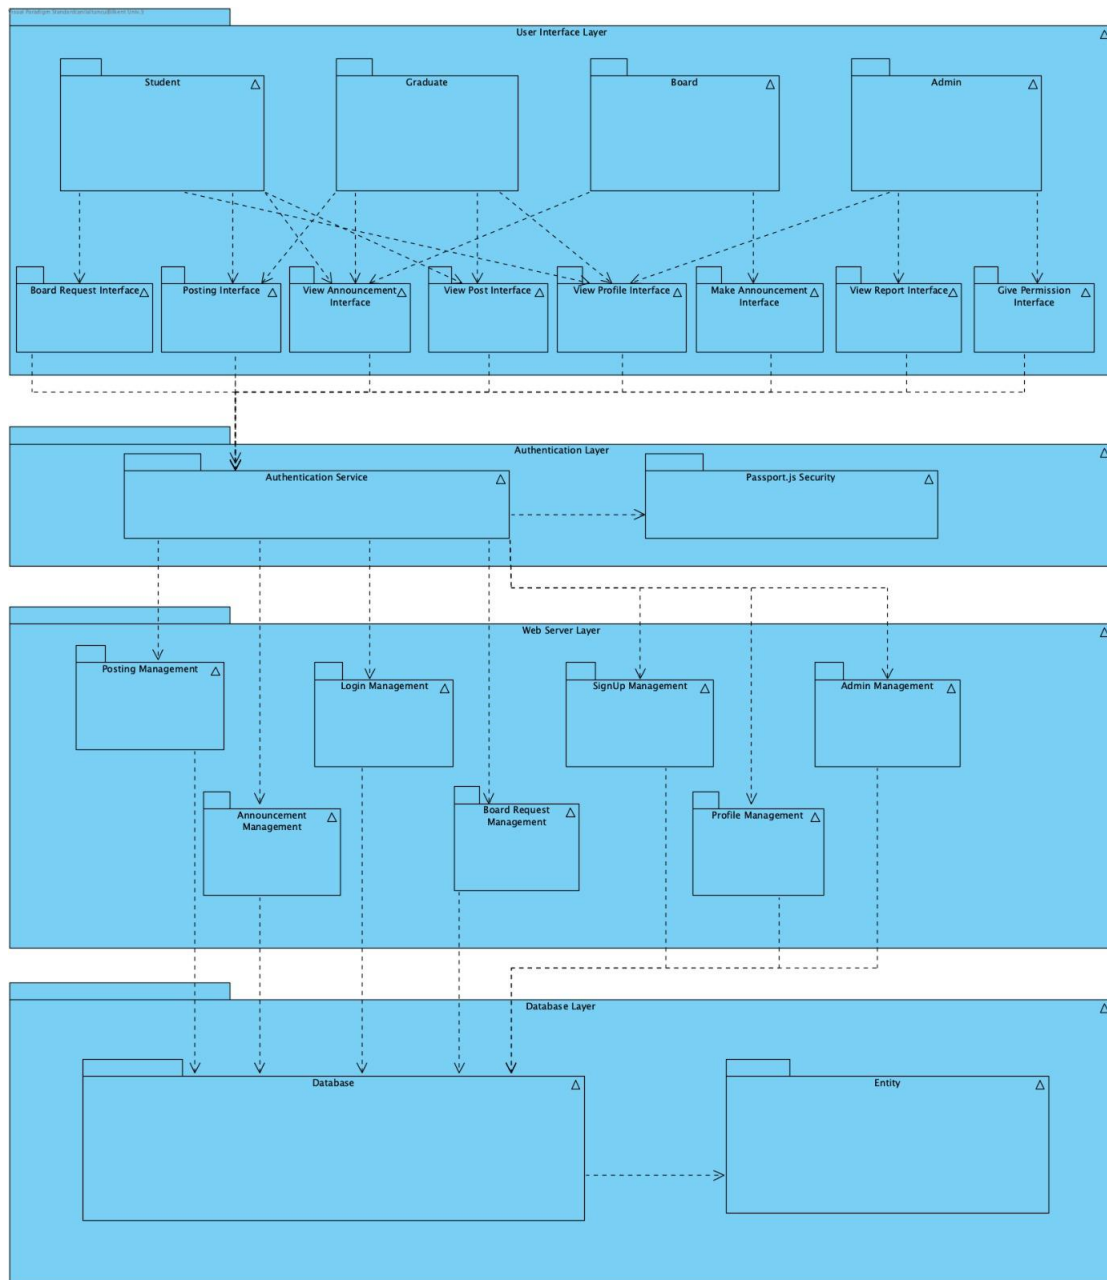 User Interface Layer
Student
Graduate
Board
Admin
Board Request Interface
Posting Interface
View Announcement
Interface
View Post Interface
View Profile Interface
Make Announcement
Interface
View Report Interface
Give Permission
Interface
Authentication Layer
Authentication Service
Passport.js Security
Web Server Layer
Posting Management
Login Management
SignUp Management
Admin Management
Announcement
Management
Board Request
Management
Profile Management
Database Layer
Database
Entity